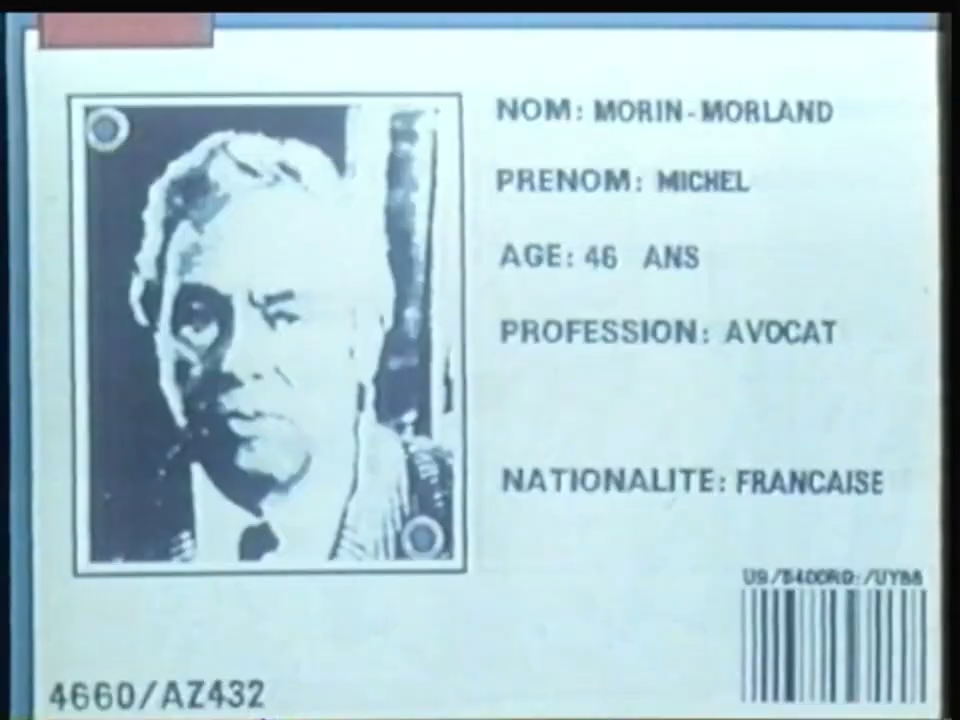 NOM: MORIN-MORLAND
PRENOM: MICHEL
AGE: 46 ANS
PROFESSION: AVOCAT
NATIONALITE: FRANCAISE
4660/AZ432